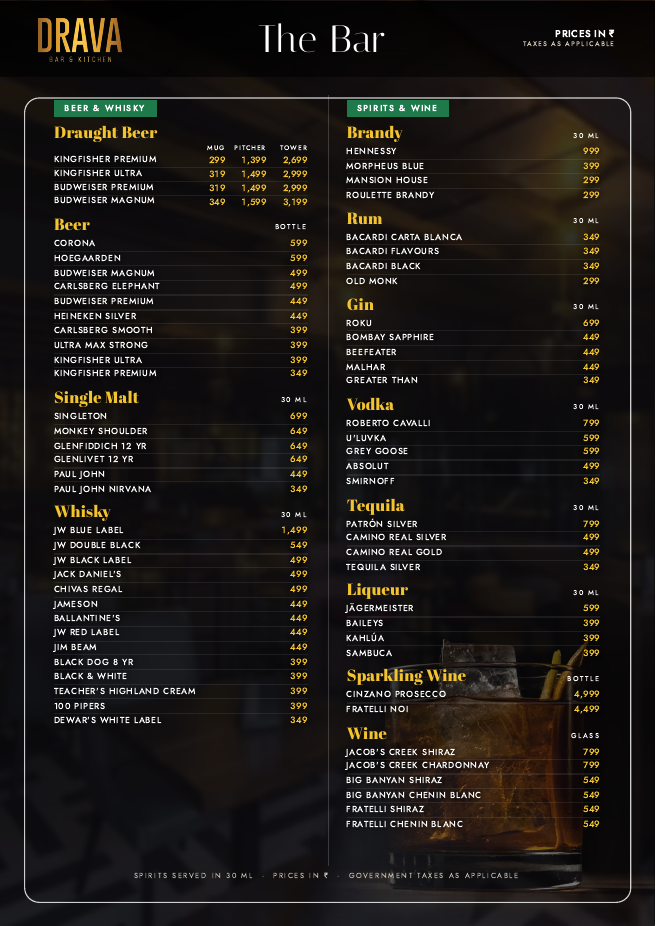 DRAVA
BAR & KITCHEN
The Bar
PRICES IN ₹
TAXES AS APPLICABLE
BEER & WHISKY
Draught Beer
MUG PITCHER TOWER
KINGFISHER PREMIUM 299 1,399 2,699
KINGFISHER ULTRA 319 1,499 2,999
BUDWEISER PREMIUM 319 1,499 2,999
BUDWEISER MAGNUM 349 1,599 3,199
Beer BOTTLE
CORONA 599
HOEGAARDEN 599
BUDWEISER MAGNUM 499
CARLSBERG ELEPHANT 499
BUDWEISER PREMIUM 449
HEINEKEN SILVER 449
CARLSBERG SMOOTH 399
ULTRA MAX STRONG 399
KINGFISHER ULTRA 399
KINGFISHER PREMIUM 349
Single Malt 30 ML
SINGLETON 699
MONKEY SHOULDER 649
GLENFIDDICH 12 YR 649
GLENLIVET 12 YR 649
PAUL JOHN 449
PAUL JOHN NIRVANA 349
Whisky 30 ML
JW BLUE LABEL 1,499
JW DOUBLE BLACK 549
JW BLACK LABEL 499
JACK DANIEL'S 499
CHIVAS REGAL 499
JAMESON 449
BALLANTINE'S 449
JW RED LABEL 449
JIM BEAM 449
BLACK DOG 8 YR 399
BLACK & WHITE 399
TEACHER'S HIGHLAND CREAM 399
100 PIPERS 399
DEWAR'S WHITE LABEL 349
SPIRITS & WINE
Brandy 30 ML
HENNESSY 999
MORPHEUS BLUE 399
MANSION HOUSE 299
ROULETTE BRANDY 299
Rum 30 ML
BACARDI CARTA BLANCA 349
BACARDI FLAVOURS 349
BACARDI BLACK 349
OLD MONK 299
Gin 30 ML
ROKU 699
BOMBAY SAPPHIRE 449
BEEFEATER 449
MALHAR 449
GREATER THAN 349
Vodka 30 ML
ROBERTO CAVALLI 799
U'LUVKA 599
GREY GOOSE 599
ABSOLUT 499
SMIRNOFF 349
Tequila 30 ML
PATRÓN SILVER 799
CAMINO REAL SILVER 499
CAMINO REAL GOLD 499
TEQUILA SILVER 349
Liqueur 30 ML
JÄGERMEISTER 599
BAILEYS 399
KAHLÚA 399
SAMBUCA 399
Sparkling Wine BOTTLE
CINZANO PROSECCO 4,999
FRATELLI NOI 4,499
Wine GLASS
JACOB'S CREEK SHIRAZ 799
JACOB'S CREEK CHARDONNAY 799
BIG BANYAN SHIRAZ 549
BIG BANYAN CHENIN BLANC 549
FRATELLI SHIRAZ 549
FRATELLI CHENIN BLANC 549
SPIRITS SERVED IN 30 ML · PRICES IN ₹ · GOVERNMENT TAXES AS APPLICABLE